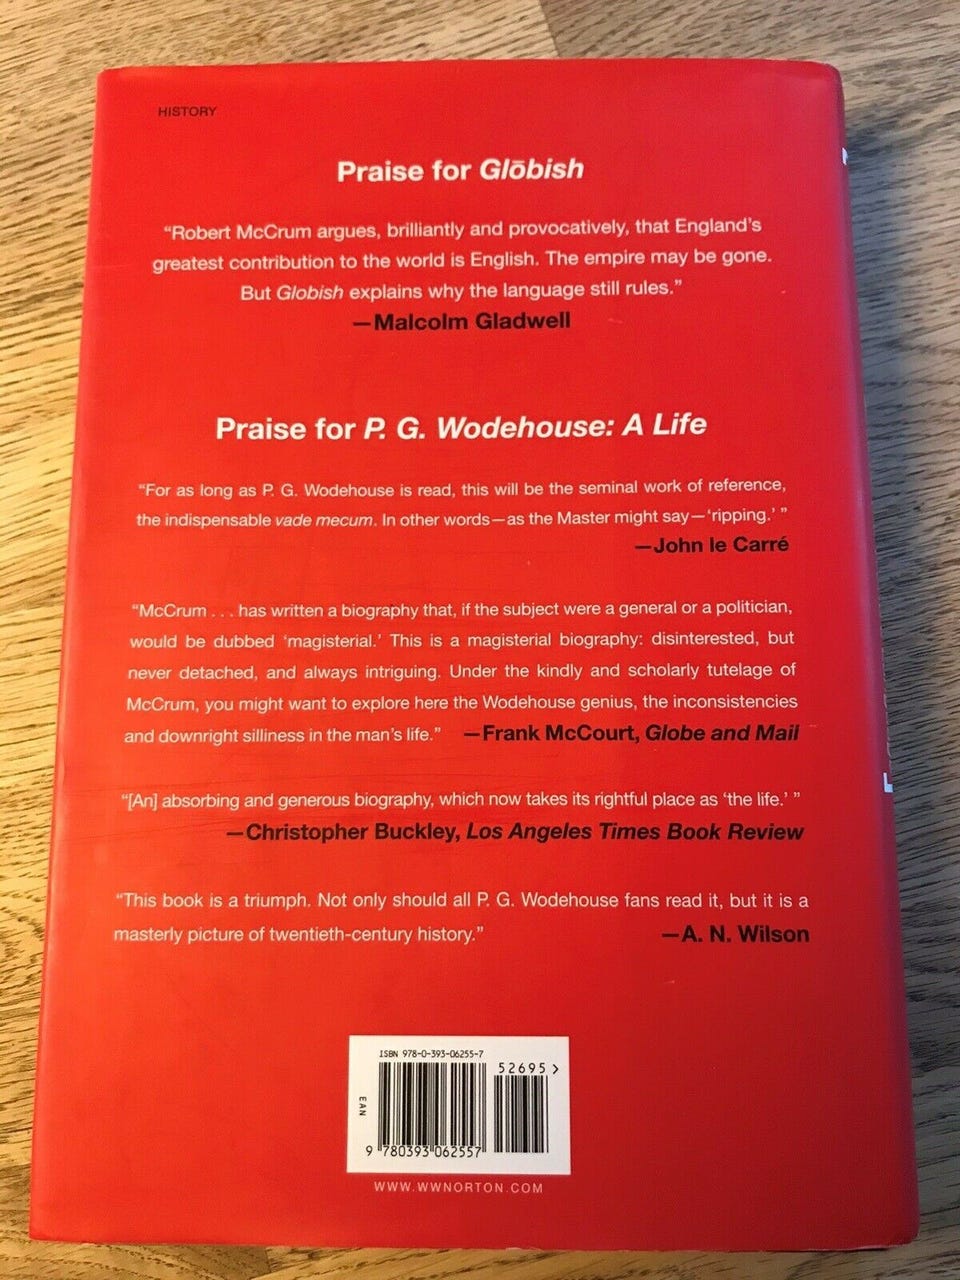 HISTORY
Praise for Glōbish
“Robert McCrum argues, brilliantly and provocatively, that England’s
greatest contribution to the world is English. The empire may be gone.
But Globish explains why the language still rules.”
—Malcolm Gladwell
Praise for P. G. Wodehouse: A Life
“For as long as P. G. Wodehouse is read, this will be the seminal work of reference,
the indispensable vade mecum. In other words—as the Master might say—‘ripping.’ ”
—John le Carré
“McCrum . . . has written a biography that, if the subject were a general or a politician,
would be dubbed ‘magisterial.’ This is a magisterial biography: disinterested, but
never detached, and always intriguing. Under the kindly and scholarly tutelage of
McCrum, you might want to explore here the Wodehouse genius, the inconsistencies
and downright silliness in the man’s life.” —Frank McCourt, Globe and Mail
“[An] absorbing and generous biography, which now takes its rightful place as ‘the life.’ ”
—Christopher Buckley, Los Angeles Times Book Review
“This book is a triumph. Not only should all P. G. Wodehouse fans read it, but it is a
masterly picture of twentieth-century history.” —A. N. Wilson
ISBN 978-0-393-06255-7
52695>
EAN
9 780393 062557
WWW.WWNORTON.COM